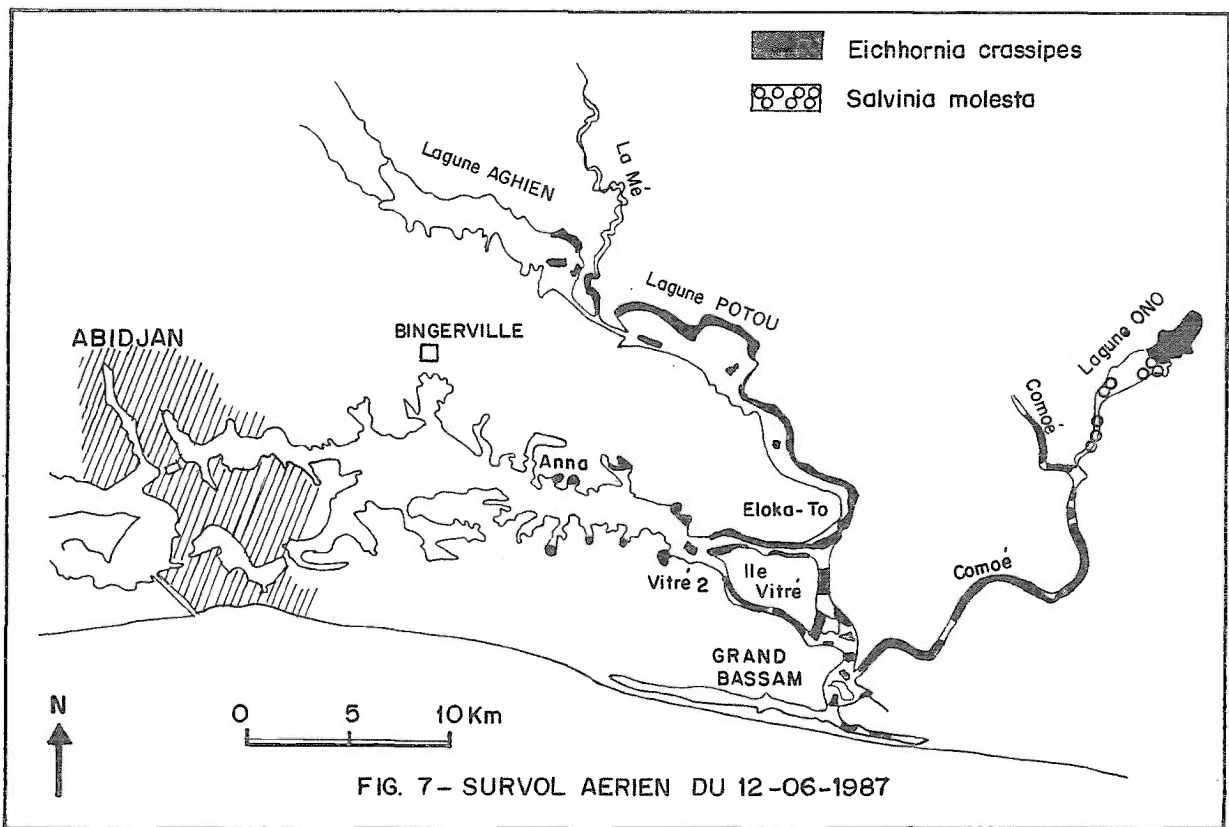 Eichhornia crassipes
Salvinia molesta
Lagune AGHIEN
La Mé
Lagune POTOU
Lagune ONO
ABIDJAN
BINGERVILLE
Comoé
Anna
Eloka-To
Vitré 2
Ile
Vitré
Comoé
GRAND
BASSAM
N
0 5 10 Km
FIG. 7- SURVOL AERIEN DU 12-06-1987